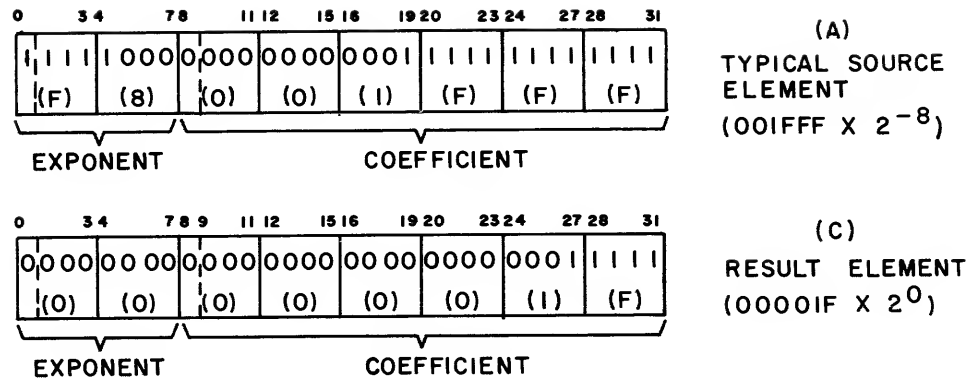 0 3 4 7 8 11 12 15 16 19 20 23 24 27 28 31
1 1 1 1 1 0 0 0 0 0 0 0 0 0 0 0 0 0 0 1 1 1 1 1 1 1 1 1 1 1 1 1
(F) (8) (0) (0) (1) (F) (F) (F)
EXPONENT COEFFICIENT
(A)
TYPICAL SOURCE
ELEMENT
(001FFF X 2⁻⁸)
0 3 4 7 8 9 11 12 15 16 19 20 23 24 27 28 31
0 0 0 0 0 0 0 0 0 0 0 0 0 0 0 0 0 0 0 0 0 0 0 0 0 0 0 1 1 1 1 1
(0) (0) (0) (0) (0) (0) (1) (F)
EXPONENT COEFFICIENT
(C)
RESULT ELEMENT
(00001F X 2⁰)